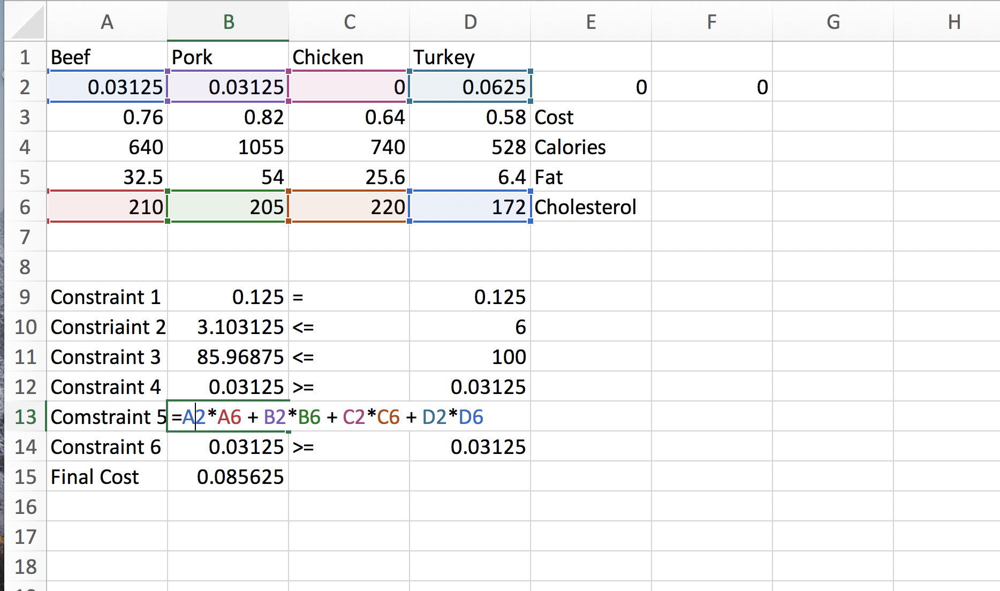 A B C D E F G H
1 Beef Pork Chicken Turkey
2 0.03125 0.03125 0 0.0625 0 0
3 0.76 0.82 0.64 0.58 Cost
4 640 1055 740 528 Calories
5 32.5 54 25.6 6.4 Fat
6 210 205 220 172 Cholesterol
7
8
9 Constraint 1 0.125 = 0.125
10 Constriaint 2 3.103125 <= 6
11 Constraint 3 85.96875 <= 100
12 Constraint 4 0.03125 >= 0.03125
13 Comstraint 5 =A2*A6 + B2*B6 + C2*C6 + D2*D6
14 Constraint 6 0.03125 >= 0.03125
15 Final Cost 0.085625
16
17
18